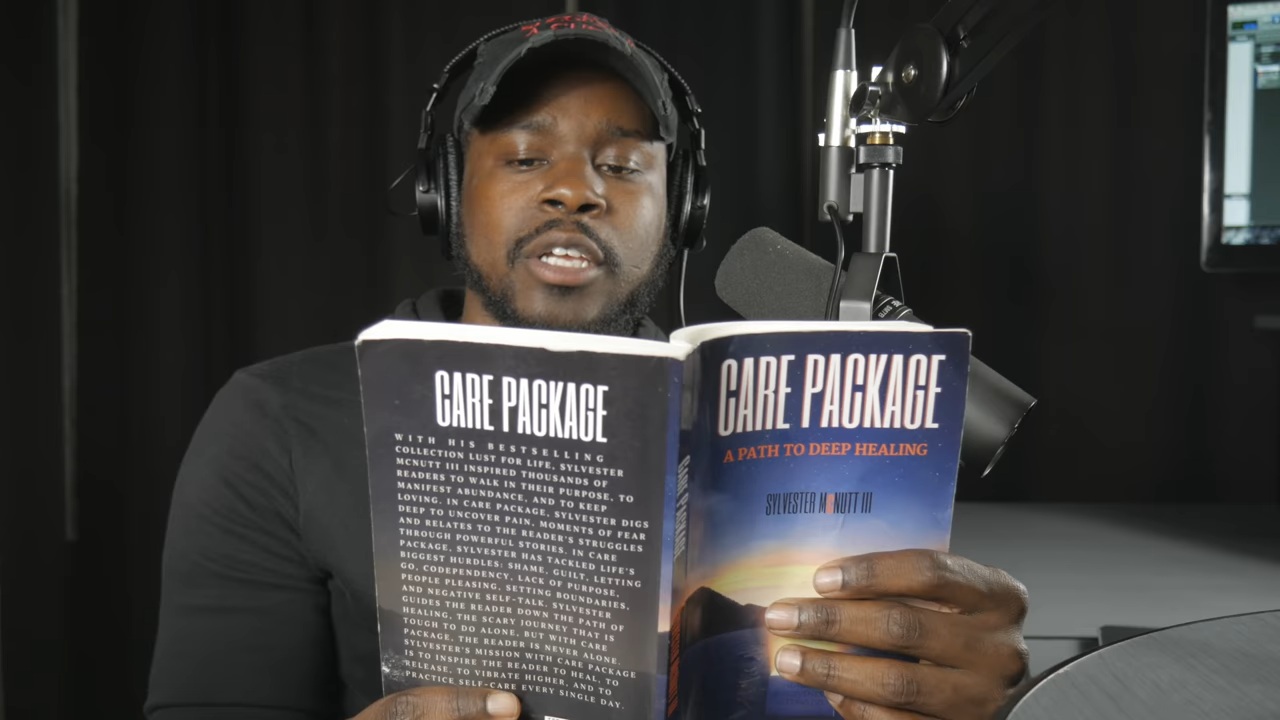 CARE PACKAGE
WITH HIS BESTSELLING
COLLECTION LUST FOR LIFE, SYLVESTER
MCNUTT III INSPIRED THOUSANDS OF
READERS TO WALK IN THEIR PURPOSE, TO
MANIFEST ABUNDANCE, AND TO KEEP
LOVING. IN CARE PACKAGE, SYLVESTER DIGS
DEEP TO UNCOVER PAIN, MOMENTS OF FEAR
AND RELATES TO THE READER'S STRUGGLES
THROUGH POWERFUL STORIES. IN CARE
PACKAGE, SYLVESTER HAS TACKLED LIFE'S
BIGGEST HURDLES: SHAME, GUILT, LETTING
GO, CODEPENDENCY, LACK OF PURPOSE,
PEOPLE PLEASING, SETTING BOUNDARIES,
AND NEGATIVE SELF-TALK. SYLVESTER
GUIDES THE READER DOWN THE PATH OF
HEALING, THE SCARY JOURNEY THAT IS
TOUGH TO DO ALONE, BUT WITH CARE
PACKAGE, THE READER IS NEVER ALONE.
SYLVESTER'S MISSION WITH CARE PACKAGE
IS TO INSPIRE THE READER TO HEAL, TO
RELEASE, TO VIBRATE HIGHER, AND TO
PRACTICE SELF-CARE EVERY SINGLE DAY.
CARE PACKAGE
CARE PACKAGE
A PATH TO DEEP HEALING
SYLVESTER McNUTT III